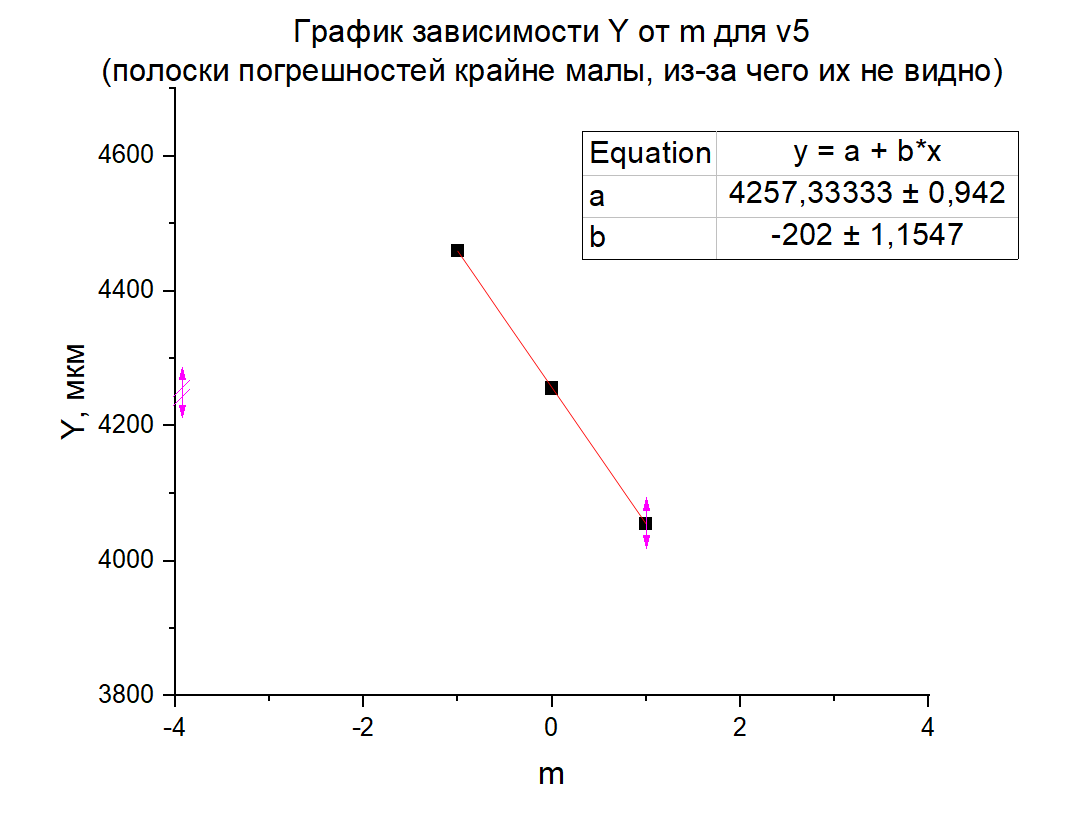 График зависимости Y от m для v5
(полоски погрешностей крайне малы, из-за чего их не видно)
Equation y = a + b*x
a 4257,33333 ± 0,942
b -202 ± 1,1547
4600
4400
4200
4000
3800
Y, мкм
-4 -2 0 2 4
m